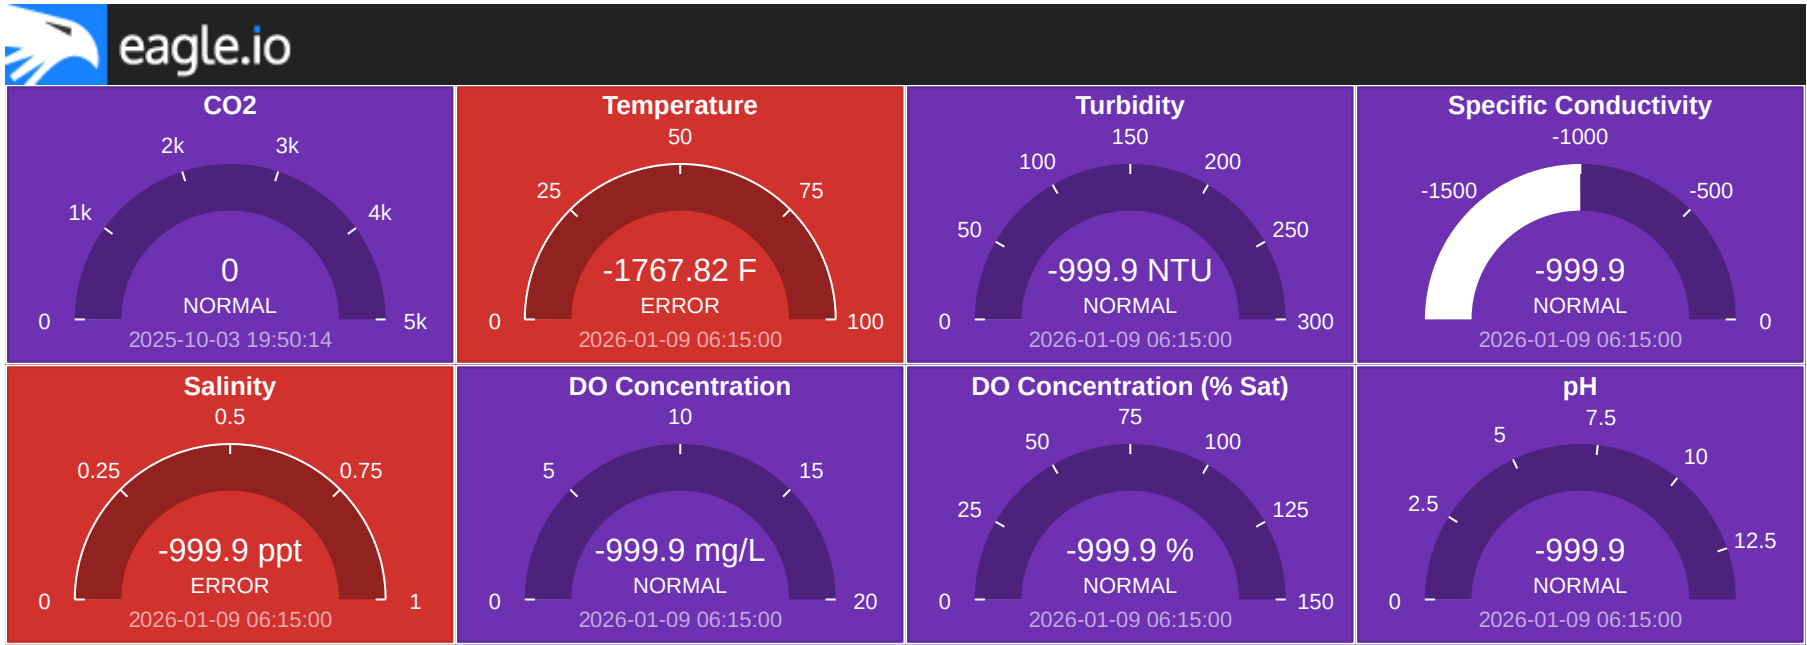 eagle.io
CO2
2k
3k
1k
4k
0
NORMAL
0
5k
2025-10-03 19:50:14
Temperature
50
25
75
-1767.82 F
ERROR
0
100
2026-01-09 06:15:00
Turbidity
150
100
200
50
250
-999.9 NTU
NORMAL
0
300
2026-01-09 06:15:00
Specific Conductivity
-1000
-1500
-500
-999.9
NORMAL
0
2026-01-09 06:15:00
Salinity
0.5
0.25
0.75
-999.9 ppt
ERROR
0
1
2026-01-09 06:15:00
DO Concentration
10
5
15
-999.9 mg/L
NORMAL
0
20
2026-01-09 06:15:00
DO Concentration (% Sat)
75
50
100
25
125
-999.9 %
NORMAL
0
150
2026-01-09 06:15:00
pH
7.5
5
10
2.5
12.5
-999.9
NORMAL
0
2026-01-09 06:15:00